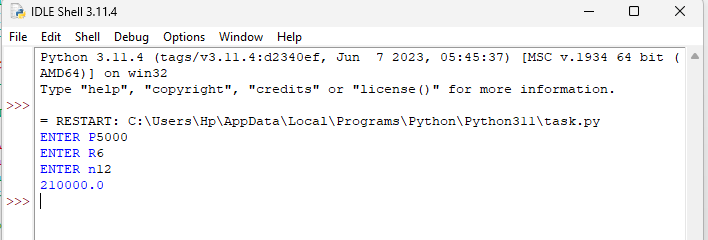 IDLE Shell 3.11.4
File Edit Shell Debug Options Window Help
Python 3.11.4 (tags/v3.11.4:d2340ef, Jun  7 2023, 05:45:37) [MSC v.1934 64 bit (
AMD64)] on win32
Type "help", "copyright", "credits" or "license()" for more information.
>>>
= RESTART: C:\Users\Hp\AppData\Local\Programs\Python\Python311\task.py
ENTER P5000
ENTER R6
ENTER n12
210000.0
>>>